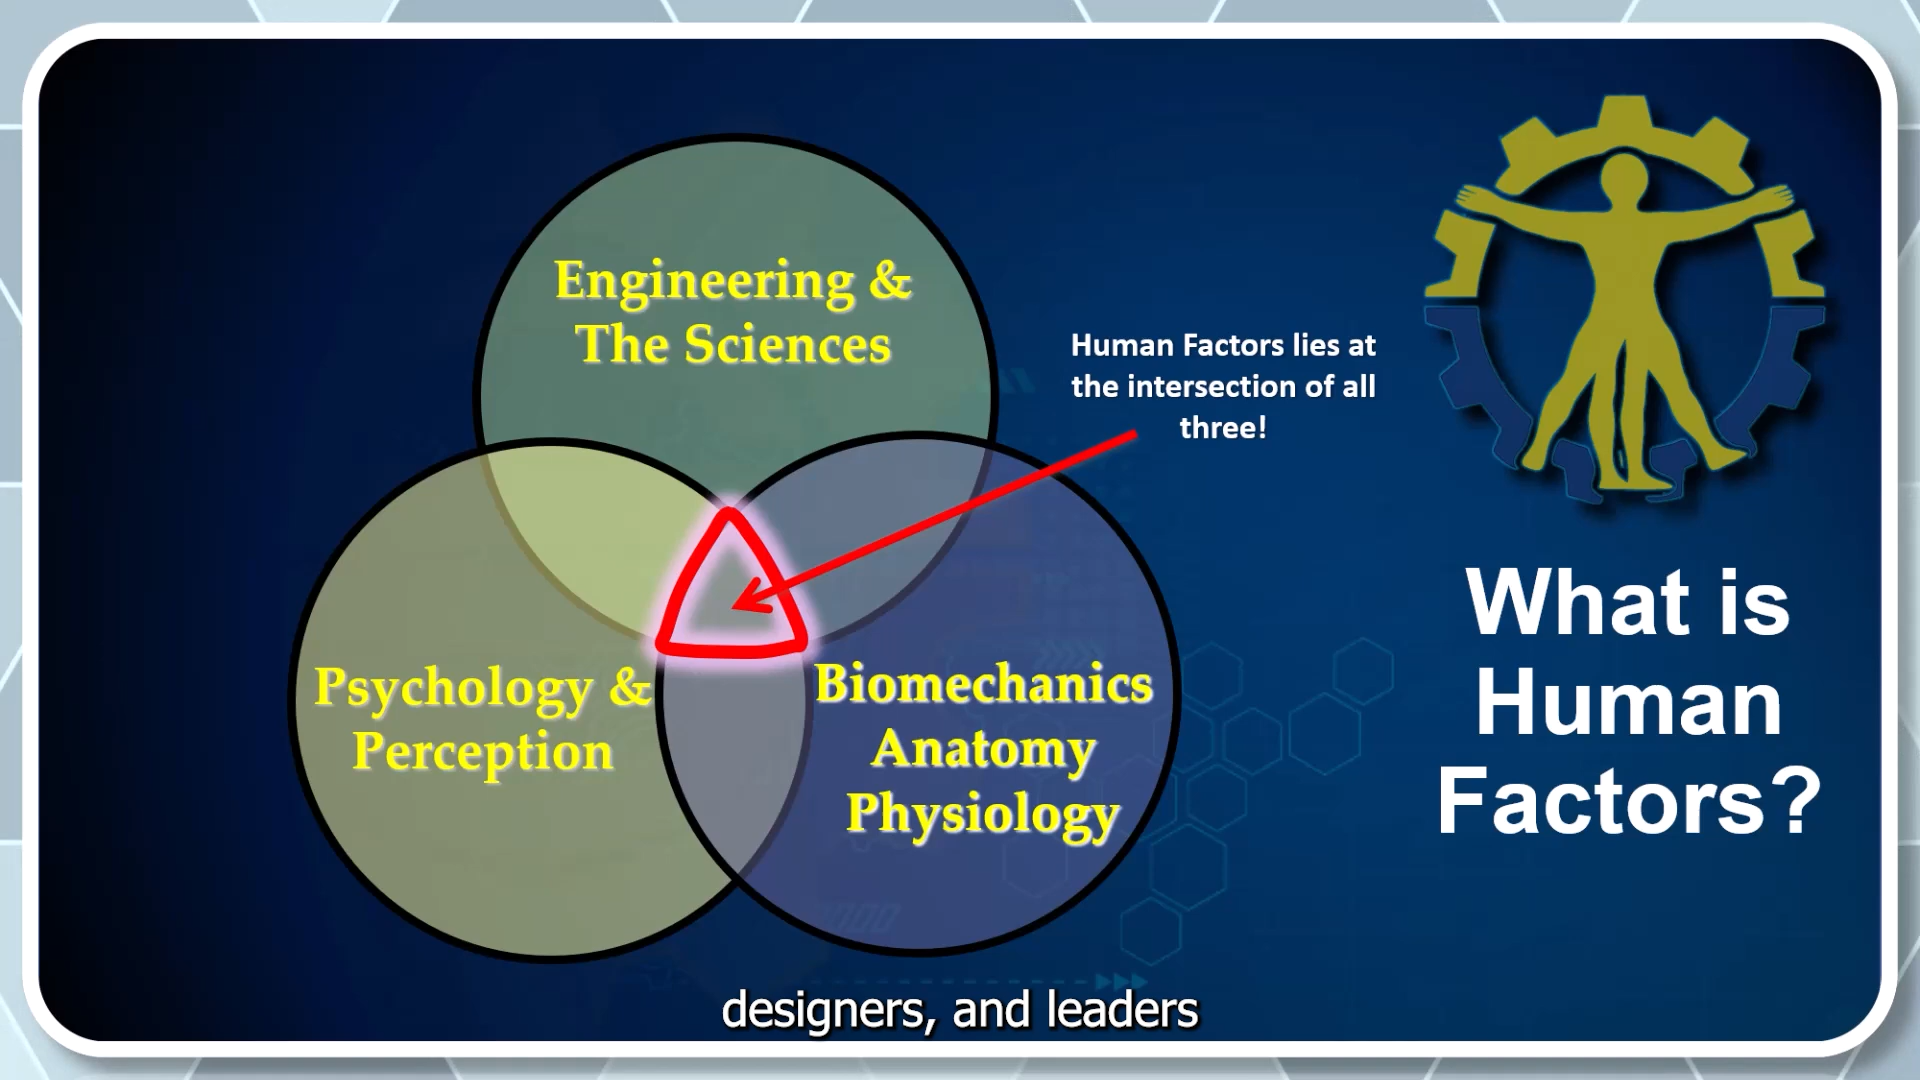 Engineering &
The Sciences
Human Factors lies at
the intersection of all
three!
Psychology &
Perception
Biomechanics
Anatomy
Physiology
What is
Human
Factors?
designers, and leaders